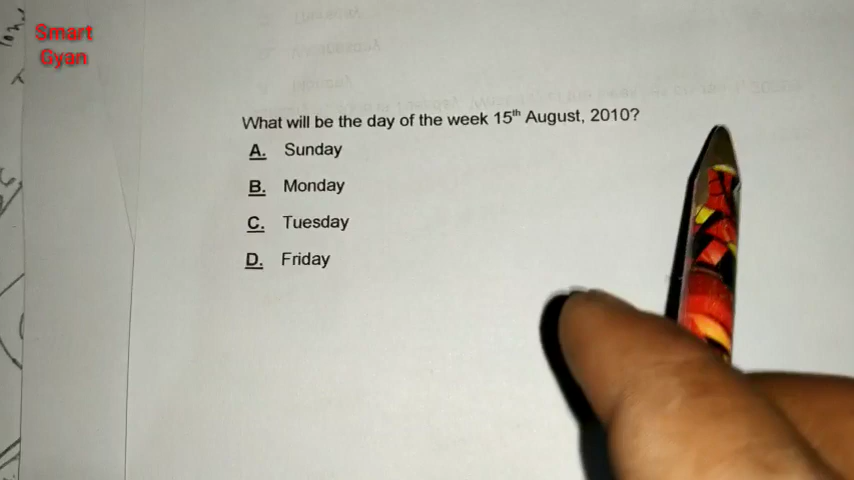 Smart
Gyan
What will be the day of the week 15th August, 2010?
A. Sunday
B. Monday
C. Tuesday
D. Friday